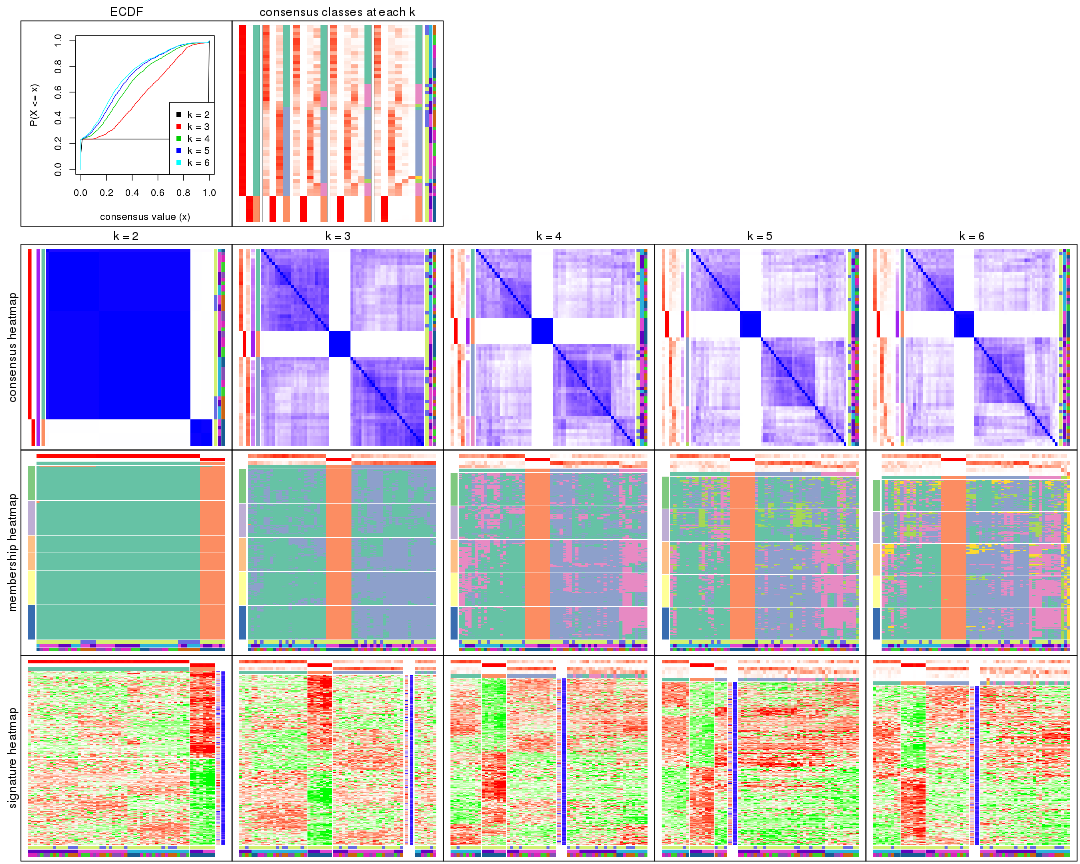 ECDF
consensus classes at each k
P(X <= x)
0.0 0.2 0.4 0.6 0.8 1.0
k = 2
k = 3
k = 4
k = 5
k = 6
0.0 0.2 0.4 0.6 0.8 1.0
consensus value (x)
k = 2
k = 3
k = 4
k = 5
k = 6
consensus heatmap
membership heatmap
signature heatmap